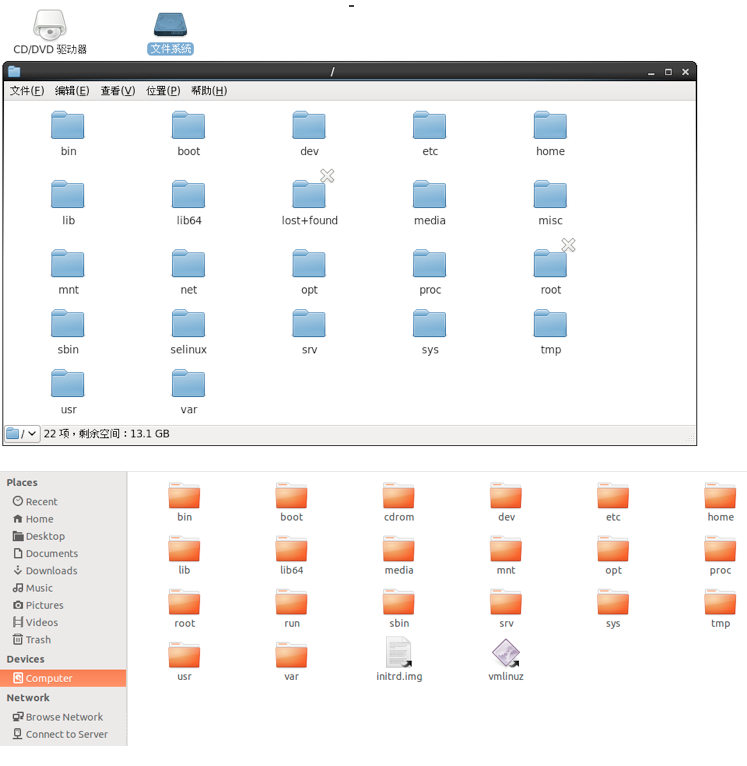 CD/DVD 驱动器 文件系统
/
文件(F) 编辑(E) 查看(V) 位置(P) 帮助(H)
bin boot dev etc home
lib lib64 lost+found media misc
mnt net opt proc root
sbin selinux srv sys tmp
usr var
/ 22 项，剩余空间：13.1 GB
Places
Recent
Home
Desktop
Documents
Downloads
Music
Pictures
Videos
Trash
Devices
Computer
Network
Browse Network
Connect to Server
bin boot cdrom dev etc home
lib lib64 media mnt opt proc
root run sbin srv sys tmp
usr var initrd.img vmlinuz